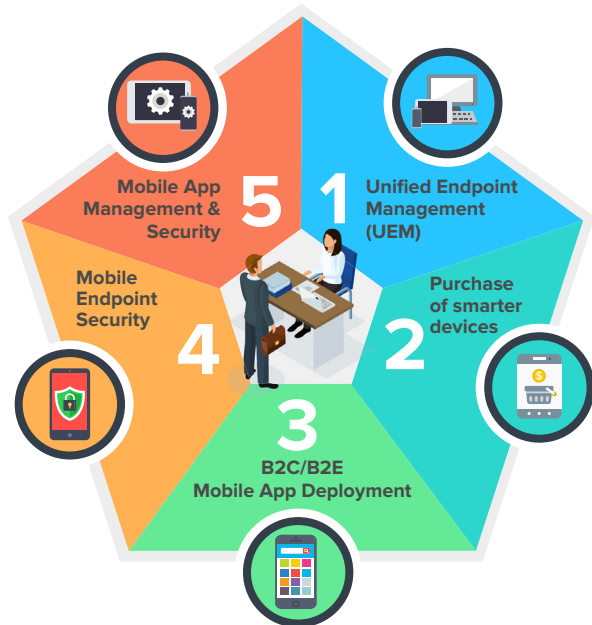 1
Unified Endpoint
Management
(UEM)
2
Purchase
of smarter
devices
3
B2C/B2E
Mobile App Deployment
4
Mobile
Endpoint
Security
5
Mobile App
Management &
Security
$